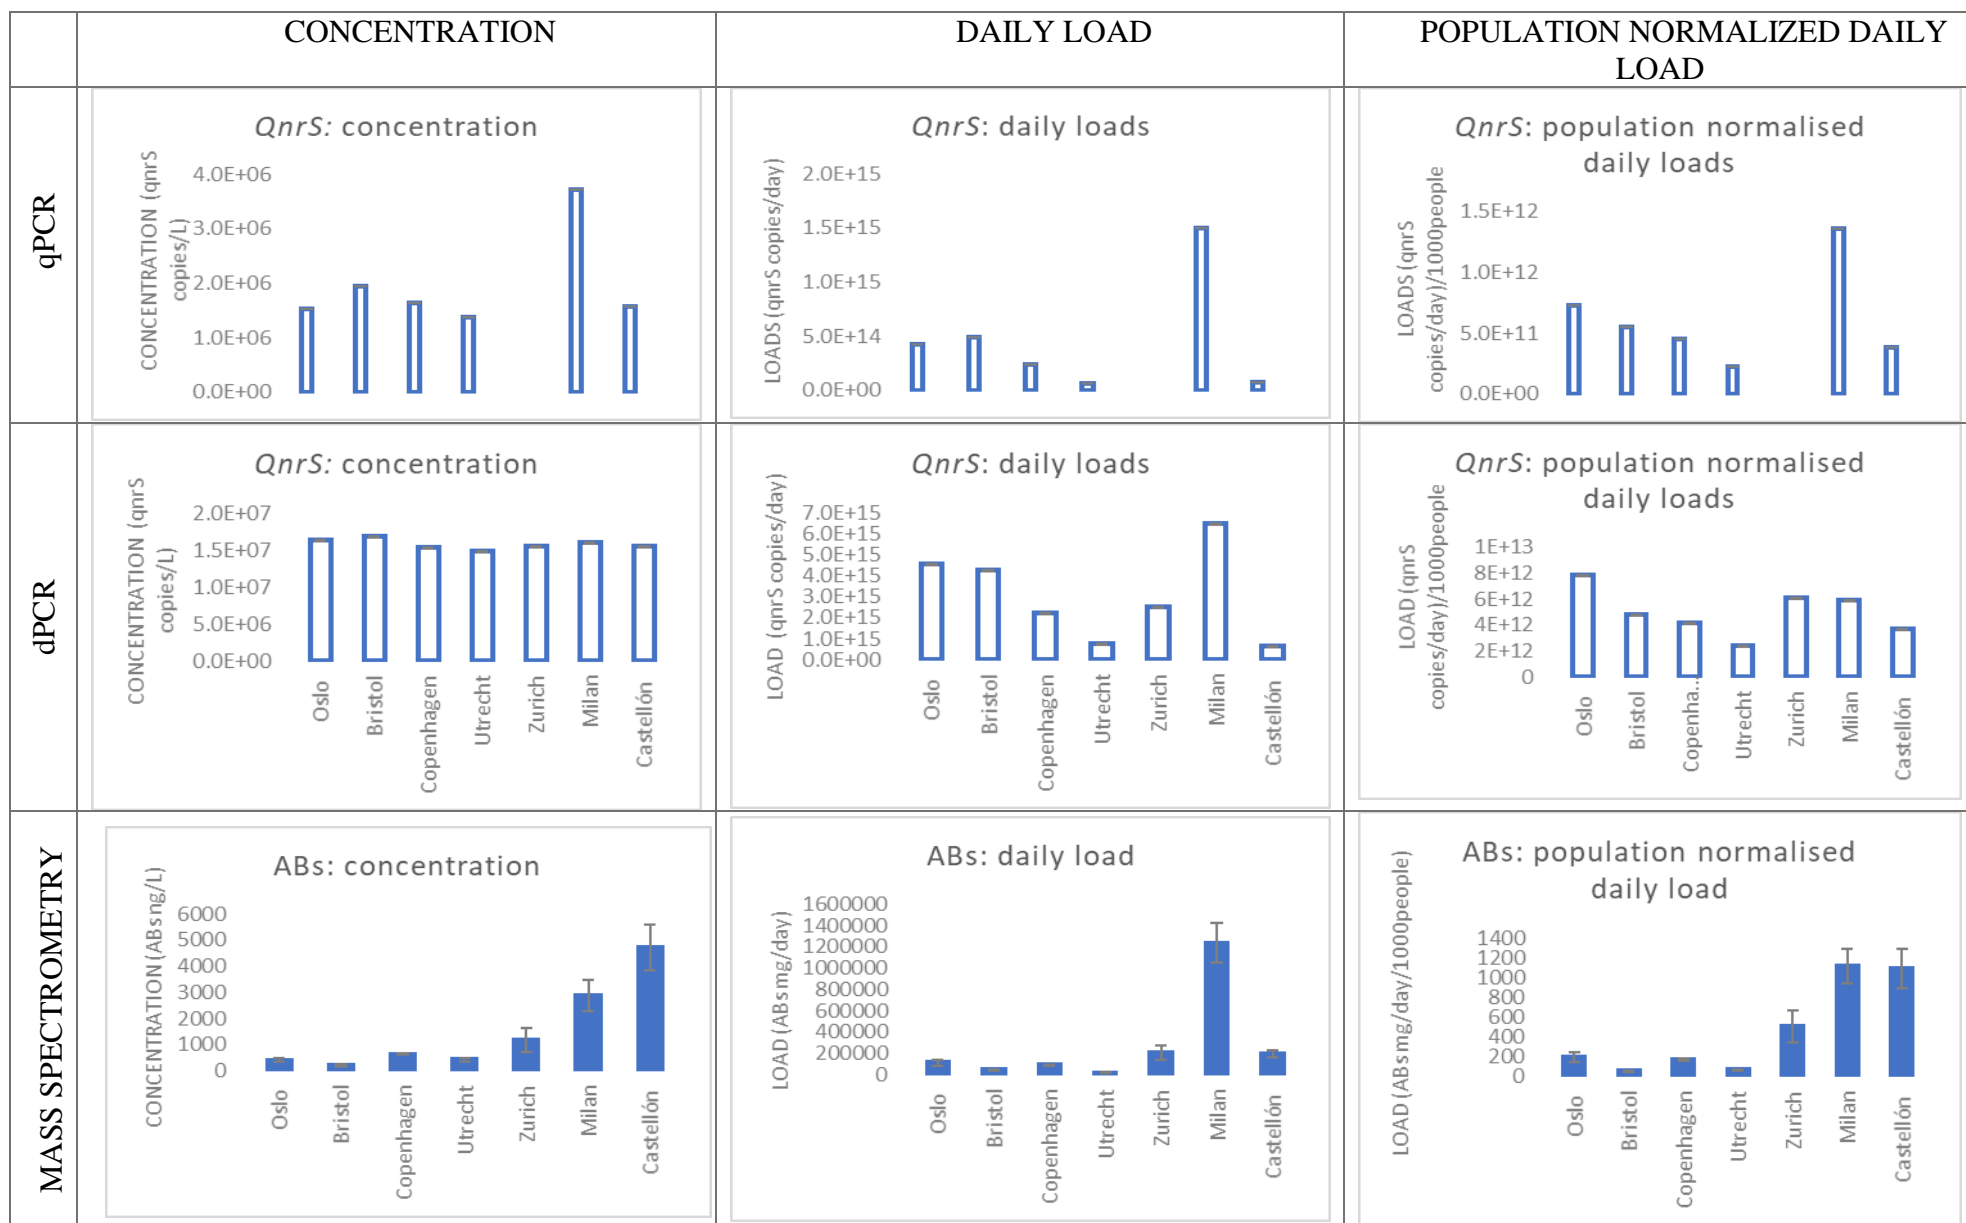 CONCENTRATION
DAILY LOAD
POPULATION NORMALIZED DAILY
LOAD
qPCR
QnrS: concentration
CONCENTRATION (qnrS
copies/L)
4.0E+06
3.0E+06
2.0E+06
1.0E+06
0.0E+00
QnrS: daily loads
LOADS (qnrS copies/day)
2.0E+15
1.5E+15
1.0E+15
5.0E+14
0.0E+00
QnrS: population normalised
daily loads
LOADS (qnrS
copies/day)/1000people
1.5E+12
1.0E+12
5.0E+11
0.0E+00
dPCR
QnrS: concentration
CONCENTRATION (qnrS
copies/L)
2.0E+07
1.5E+07
1.0E+07
5.0E+06
0.0E+00
Oslo
Bristol
Copenhagen
Utrecht
Zurich
Milan
Castellón
QnrS: daily loads
LOAD (qnrS copies/day)
7.0E+15
6.0E+15
5.0E+15
4.0E+15
3.0E+15
2.0E+15
1.0E+15
0.0E+00
Oslo
Bristol
Copenhagen
Utrecht
Zurich
Milan
Castellón
QnrS: population normalised
daily loads
LOAD (qnrS
copies/day)/1000people
1E+13
8E+12
6E+12
4E+12
2E+12
0
Oslo
Bristol
Copenha...
Utrecht
Zurich
Milan
Castellón
MASS SPECTROMETRY
ABs: concentration
CONCENTRATION (ABsng/L)
6000
5000
4000
3000
2000
1000
0
Oslo
Bristol
Copenhagen
Utrecht
Zurich
Milan
Castellón
ABs: daily load
LOAD (ABsmg/day)
1600000
1400000
1200000
1000000
800000
600000
400000
200000
0
Oslo
Bristol
Copenhagen
Utrecht
Zurich
Milan
Castellón
ABs: population normalised
daily load
LOAD (ABsmg/day/1000people)
1400
1200
1000
800
600
400
200
0
Oslo
Bristol
Copenhagen
Utrecht
Zurich
Milan
Castellón